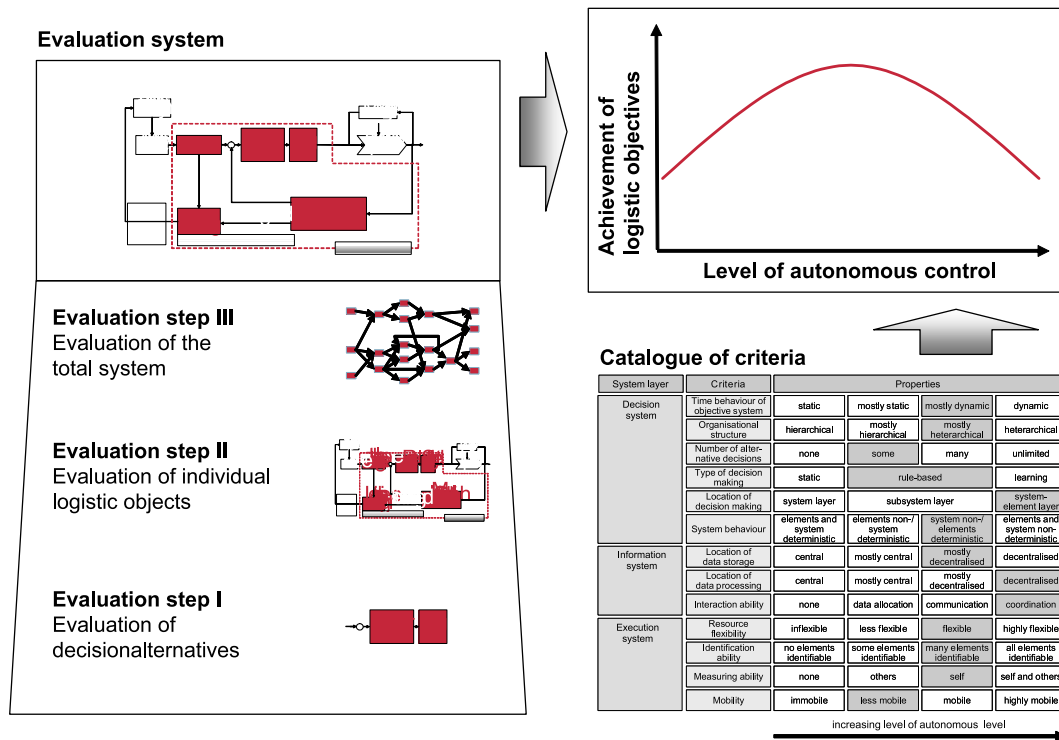 Evaluation system
Evaluation step III
Evaluation of the
total system
Evaluation step II
Evaluation of individual
logistic objects
Evaluation step I
Evaluation of
decisionalternatives
Achievement of
logistic objectives
Level of autonomous control
Catalogue of criteria
System layer Criteria Properties
Decision
system
Time behaviour of
objective system
static mostly static mostly dynamic dynamic
Organisational
structure
hierarchical
mostly
hierarchical
mostly
heterarchical
heterarchical
Number of alter-
native decisions
none some many unlimited
Type of decision
making
static rule-based learning
Location of
decision making
system layer subsystem layer
system-
element layer
System behaviour
elements and
system
deterministic
elements non-/
system
deterministic
system non-/
elements
deterministic
elements and
system non-
deterministic
Information
system
Location of
data storage
central mostly central
mostly
decentralised
decentralised
Location of
data processing
central mostly central
mostly
decentralised
decentralised
Interaction ability none data allocation communication coordination
Execution
system
Resource
flexibility
inflexible less flexible flexible highly flexible
Identification
ability
no elements
identifiable
some elements
identifiable
many elements
identifiable
all elements
identifiable
Measuring ability none others self self and others
Mobility immobile less mobile mobile highly mobile
increasing level of autonomous level